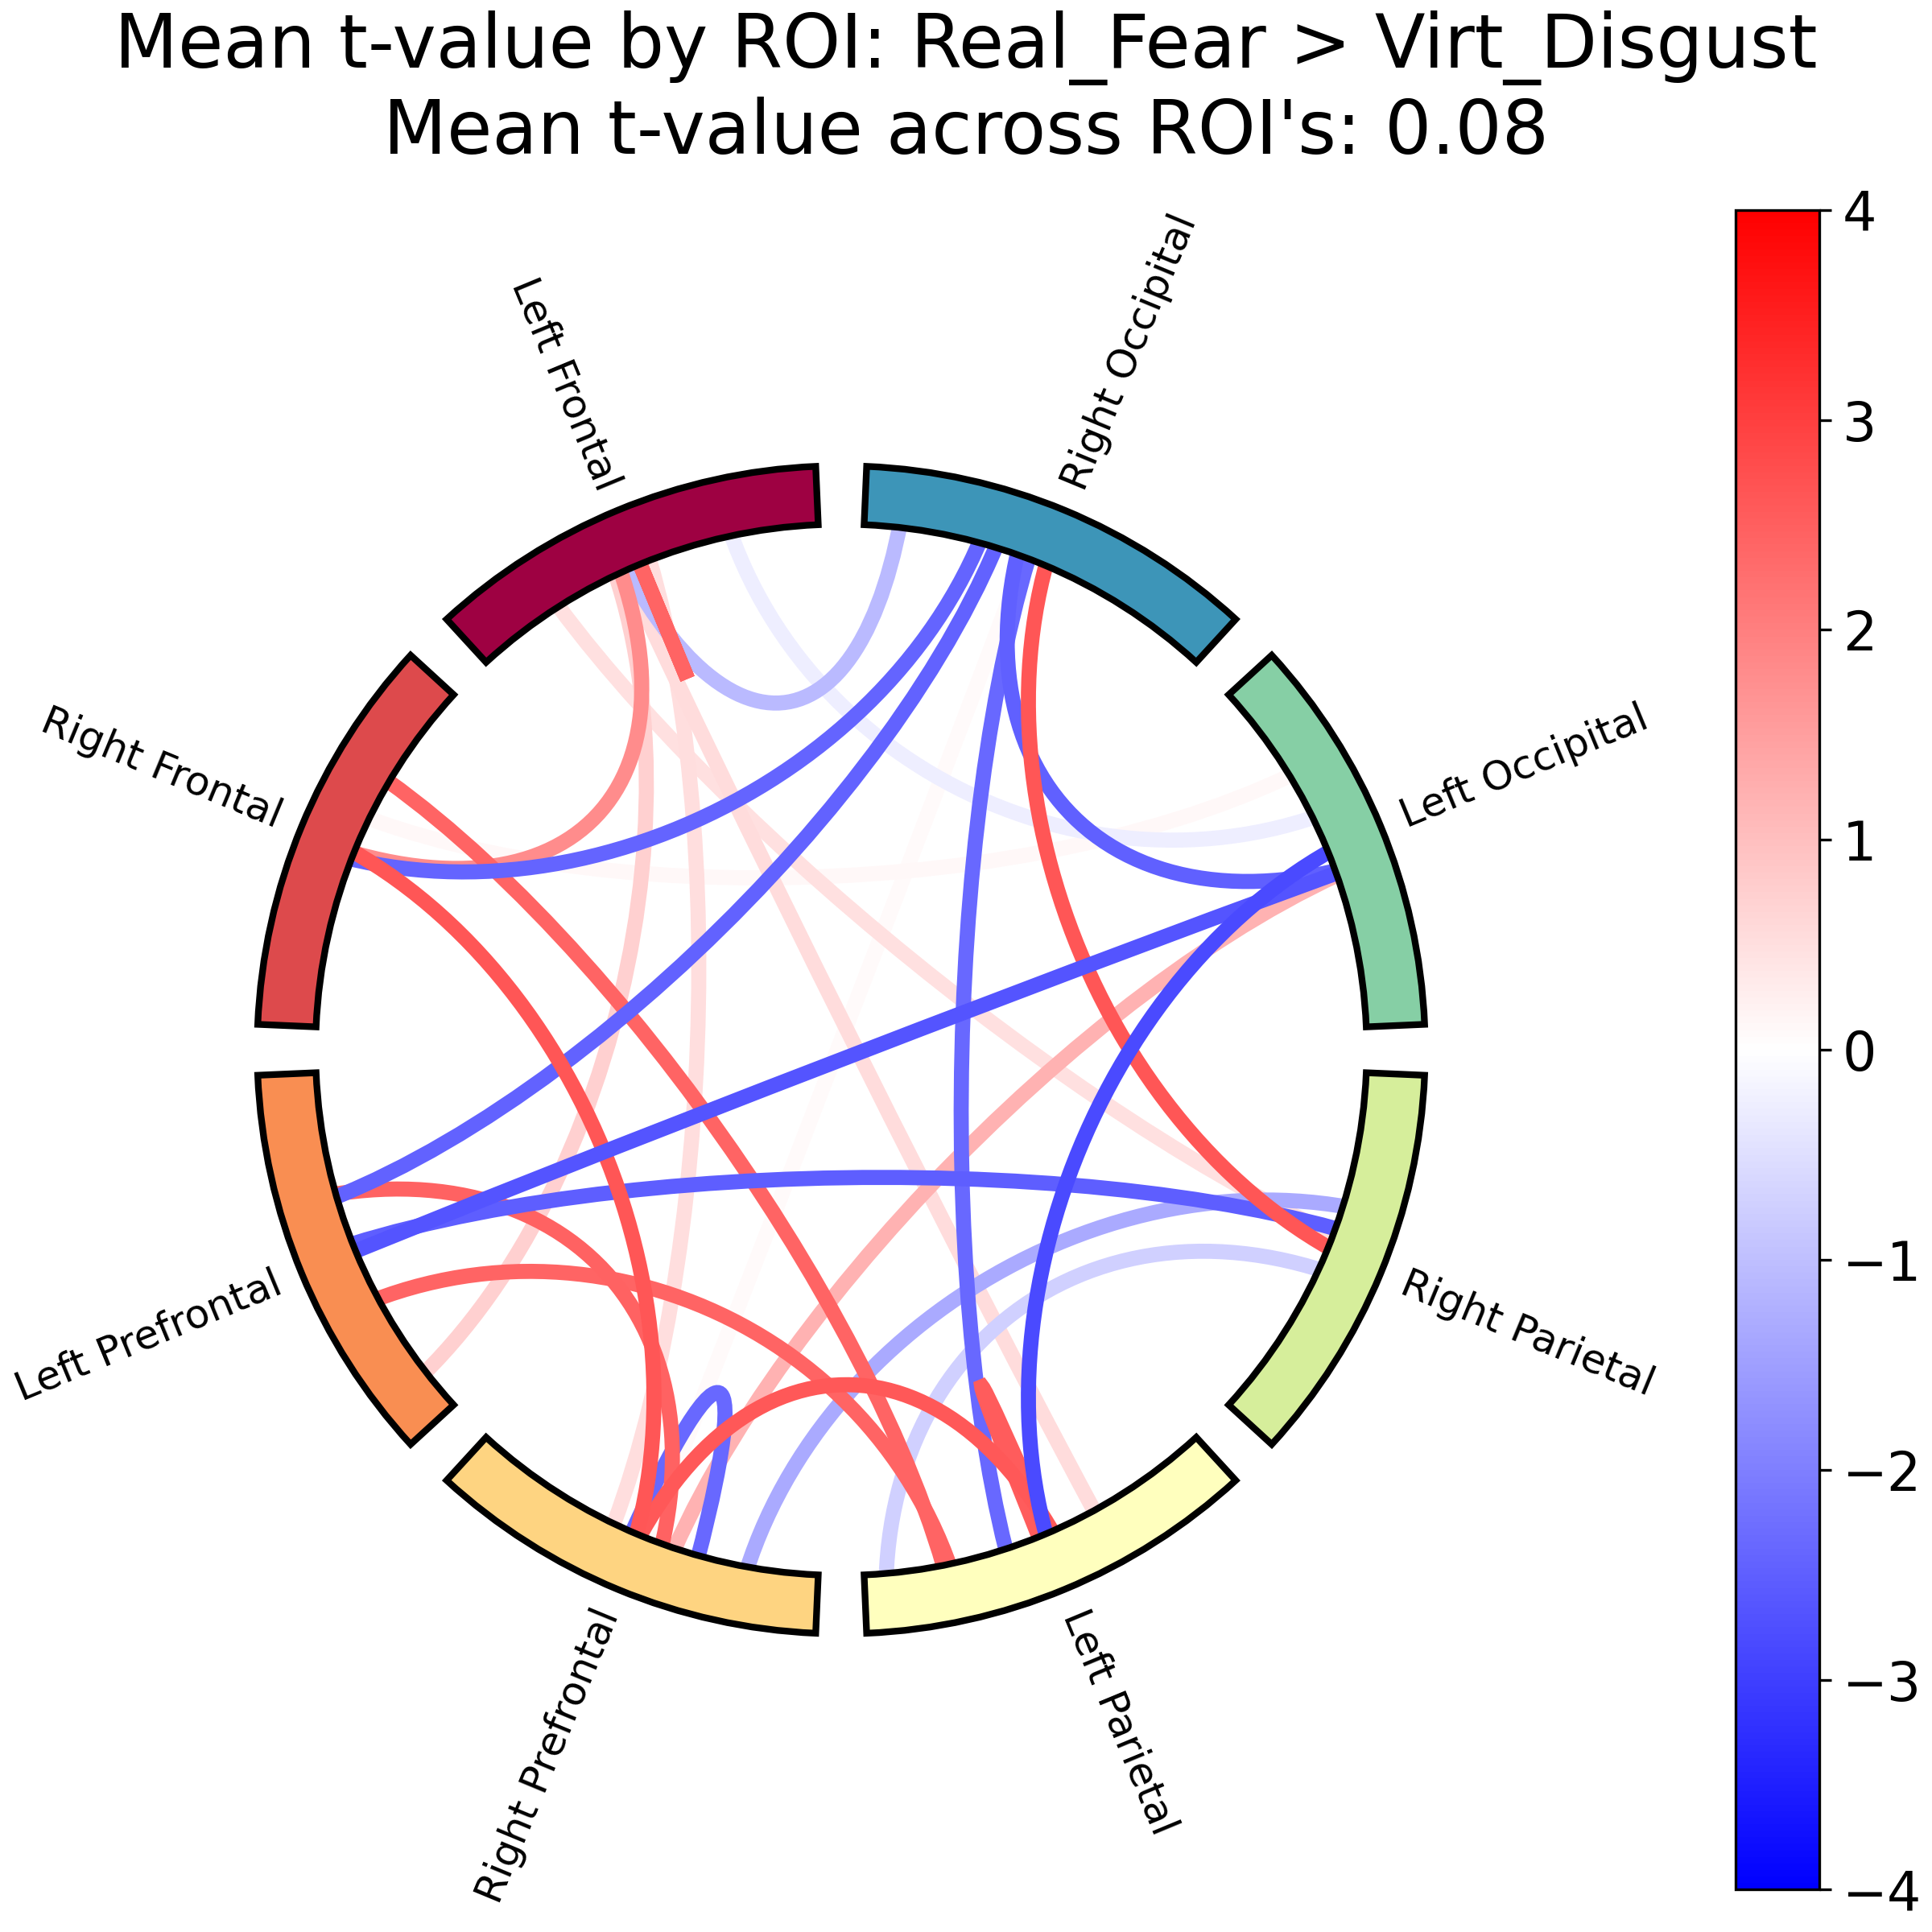 Mean t-value by ROI: Real_Fear > Virt_Disgust
Mean t-value across ROI's: 0.08
Left Frontal
Right Occipital
Right Frontal
Left Occipital
Left Prefrontal
Right Parietal
Right Prefrontal
Left Parietal
4
3
2
1
0
−1
−2
−3
−4